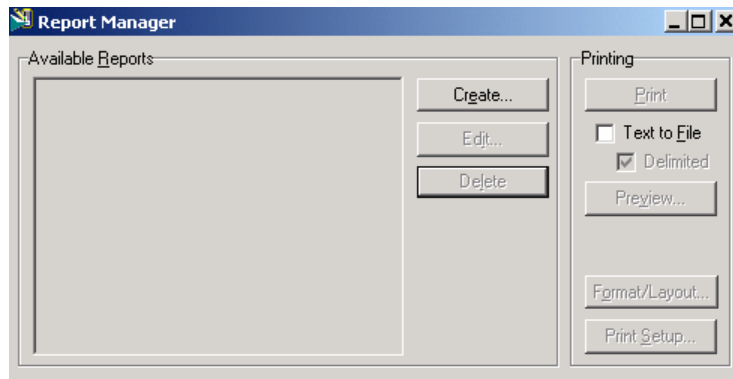 Report Manager
Available Reports
Create...
Edit...
Delete
Printing
Print
Text to File
Delimited
Preview...
Format/Layout...
Print Setup...